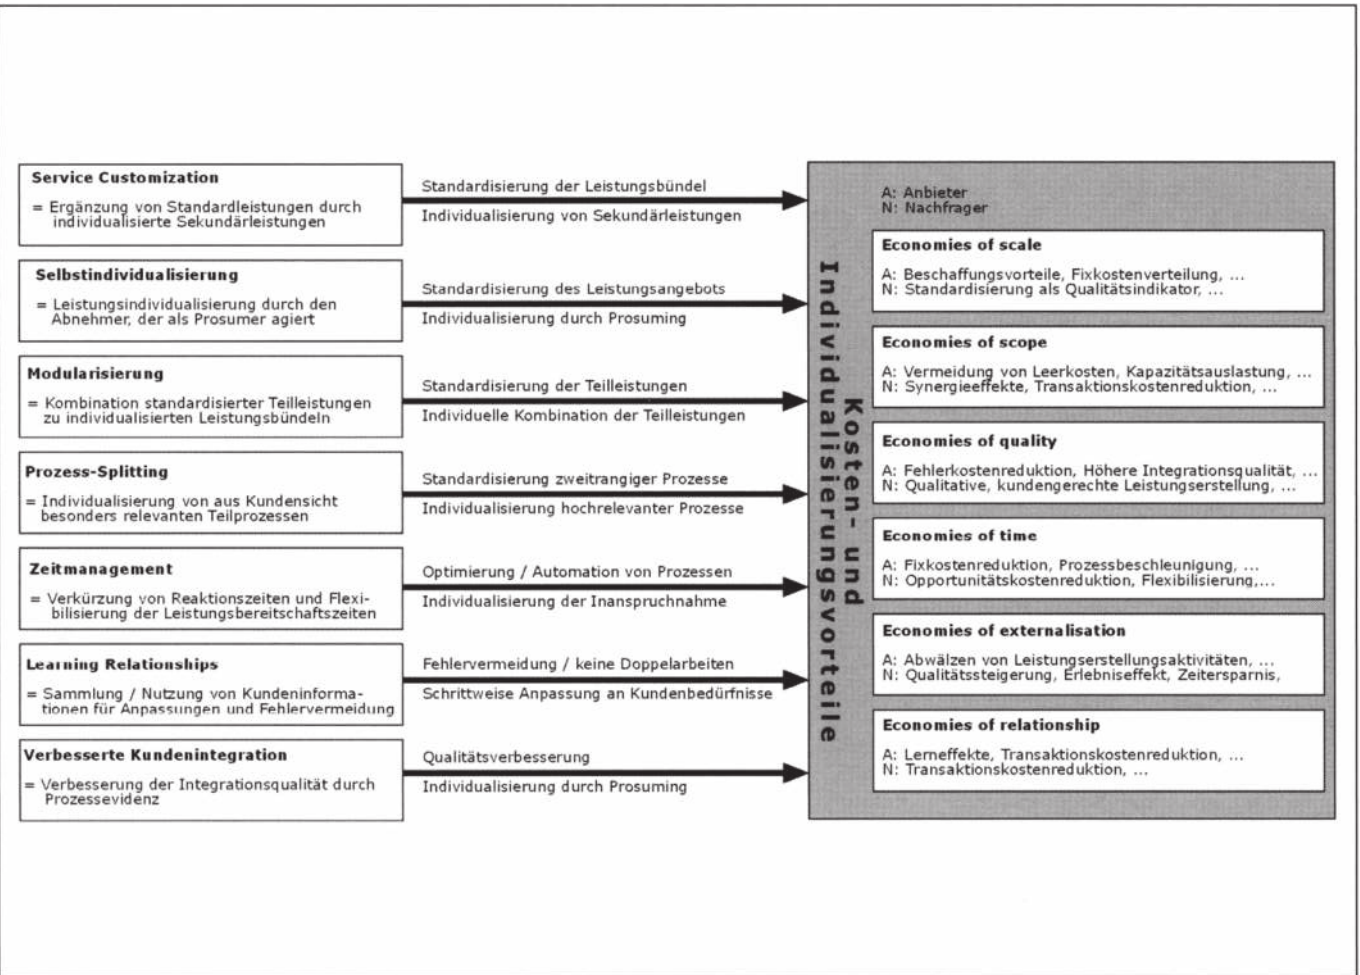 Service Customization
= Ergänzung von Standardleistungen durch
individualisierte Sekundärleistungen
Standardisierung der Leistungsbündel
Individualisierung von Sekundärleistungen
Selbstindividualisierung
= Leistungsindividualisierung durch den
Abnehmer, der als Prosumer agiert
Standardisierung des Leistungsangebots
Individualisierung durch Prosuming
Modularisierung
= Kombination standardisierter Teilleistungen
zu individualisierten Leistungsbündeln
Standardisierung der Teilleistungen
Individuelle Kombination der Teilleistungen
Prozess-Splitting
= Individualisierung von aus Kundensicht
besonders relevanten Teilprozessen
Standardisierung zweitrangiger Prozesse
Individualisierung hochrelevanter Prozesse
Zeitmanagement
= Verkürzung von Reaktionszeiten und Flexi-
bilisierung der Leistungsbereitschaftszeiten
Optimierung / Automation von Prozessen
Individualisierung der Inanspruchnahme
Learning Relationships
= Sammlung / Nutzung von Kundeninforma-
tionen für Anpassungen und Fehlervermeidung
Fehlervermeidung / keine Doppelarbeiten
Schrittweise Anpassung an Kundenbedürfnisse
Verbesserte Kundenintegration
= Verbesserung der Integrationsqualität durch
Prozessevidenz
Qualitätsverbesserung
Individualisierung durch Prosuming
Kosten- und
Individualisierungsvorteile
A: Anbieter
N: Nachfrager
Economies of scale
A: Beschaffungsvorteile, Fixkostenverteilung, ...
N: Standardisierung als Qualitätsindikator, ...
Economies of scope
A: Vermeidung von Leerkosten, Kapazitätsauslastung, ...
N: Synergieeffekte, Transaktionskostenreduktion, ...
Economies of quality
A: Fehlerkostenreduktion, Höhere Integrationsqualität, ...
N: Qualitative, kundengerechte Leistungserstellung, ...
Economies of time
A: Fixkostenreduktion, Prozessbeschleunigung, ...
N: Opportunitätskostenreduktion, Flexibilisierung,...
Economies of externalisation
A: Abwälzen von Leistungserstellungsaktivitäten, ...
N: Qualitätssteigerung, Erlebniseffekt, Zeitersparnis,
Economies of relationship
A: Lerneffekte, Transaktionskostenreduktion, ...
N: Transaktionskostenreduktion, ...